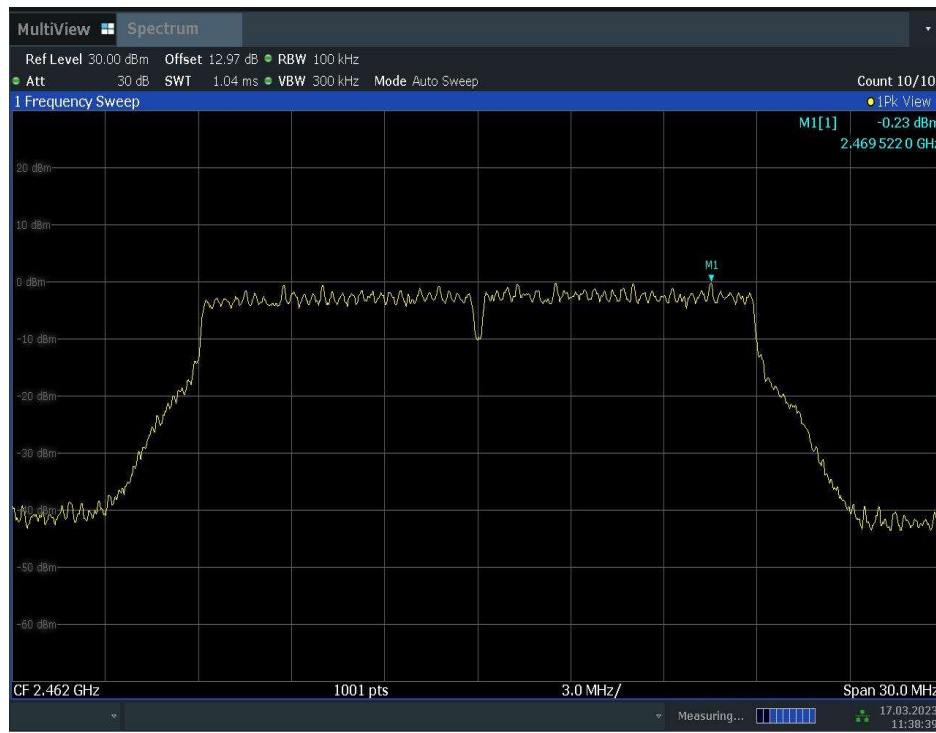 MultiView Spectrum
Ref Level 30.00 dBm Offset 12.97 dB RBW 100 kHz
Att 30 dB SWT 1.04 ms VBW 300 kHz Mode Auto Sweep Count 10/10
1 Frequency Sweep 1Pk View
M1[1] -0.23 dBm
2.469 522 0 GHz
20 dBm
10 dBm
M1
0 dBm
-10 dBm
-20 dBm
-30 dBm
-40 dBm
-50 dBm
-60 dBm
CF 2.462 GHz 1001 pts 3.0 MHz/ Span 30.0 MHz
Measuring... 17.03.2023
11:38:39